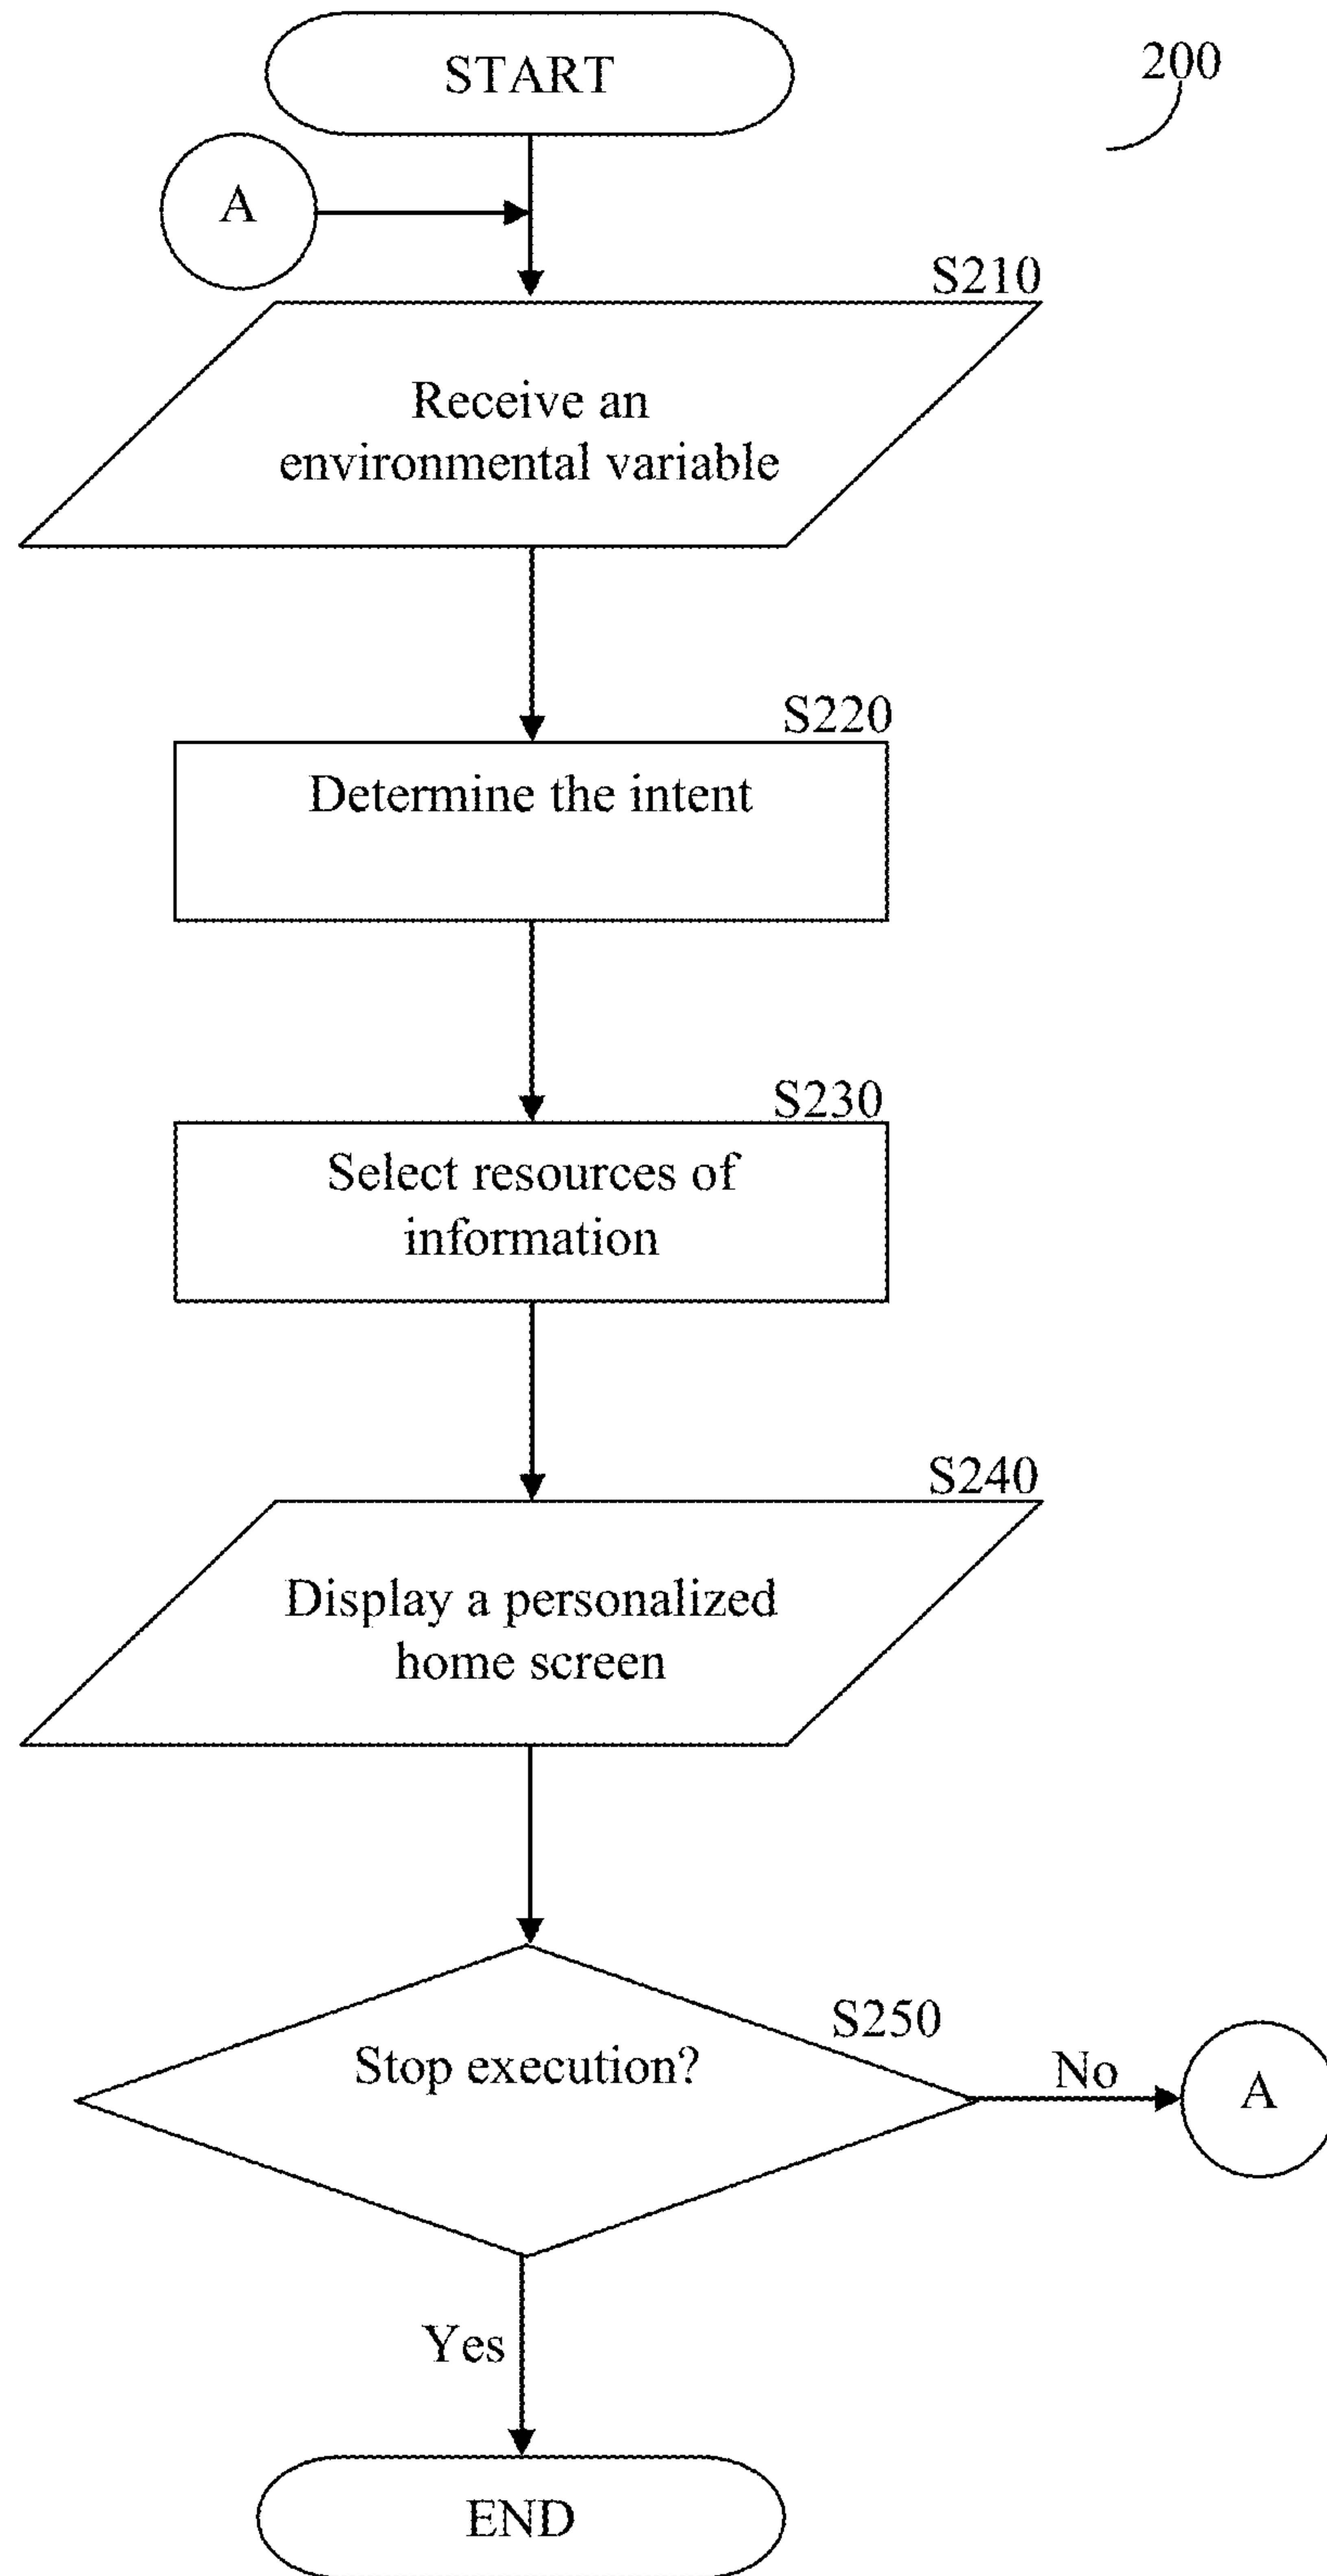 START
200
A
S210
Receive an
environmental variable
S220
Determine the intent
S230
Select resources of
information
S240
Display a personalized
home screen
S250
Stop execution?
No
A
Yes
END